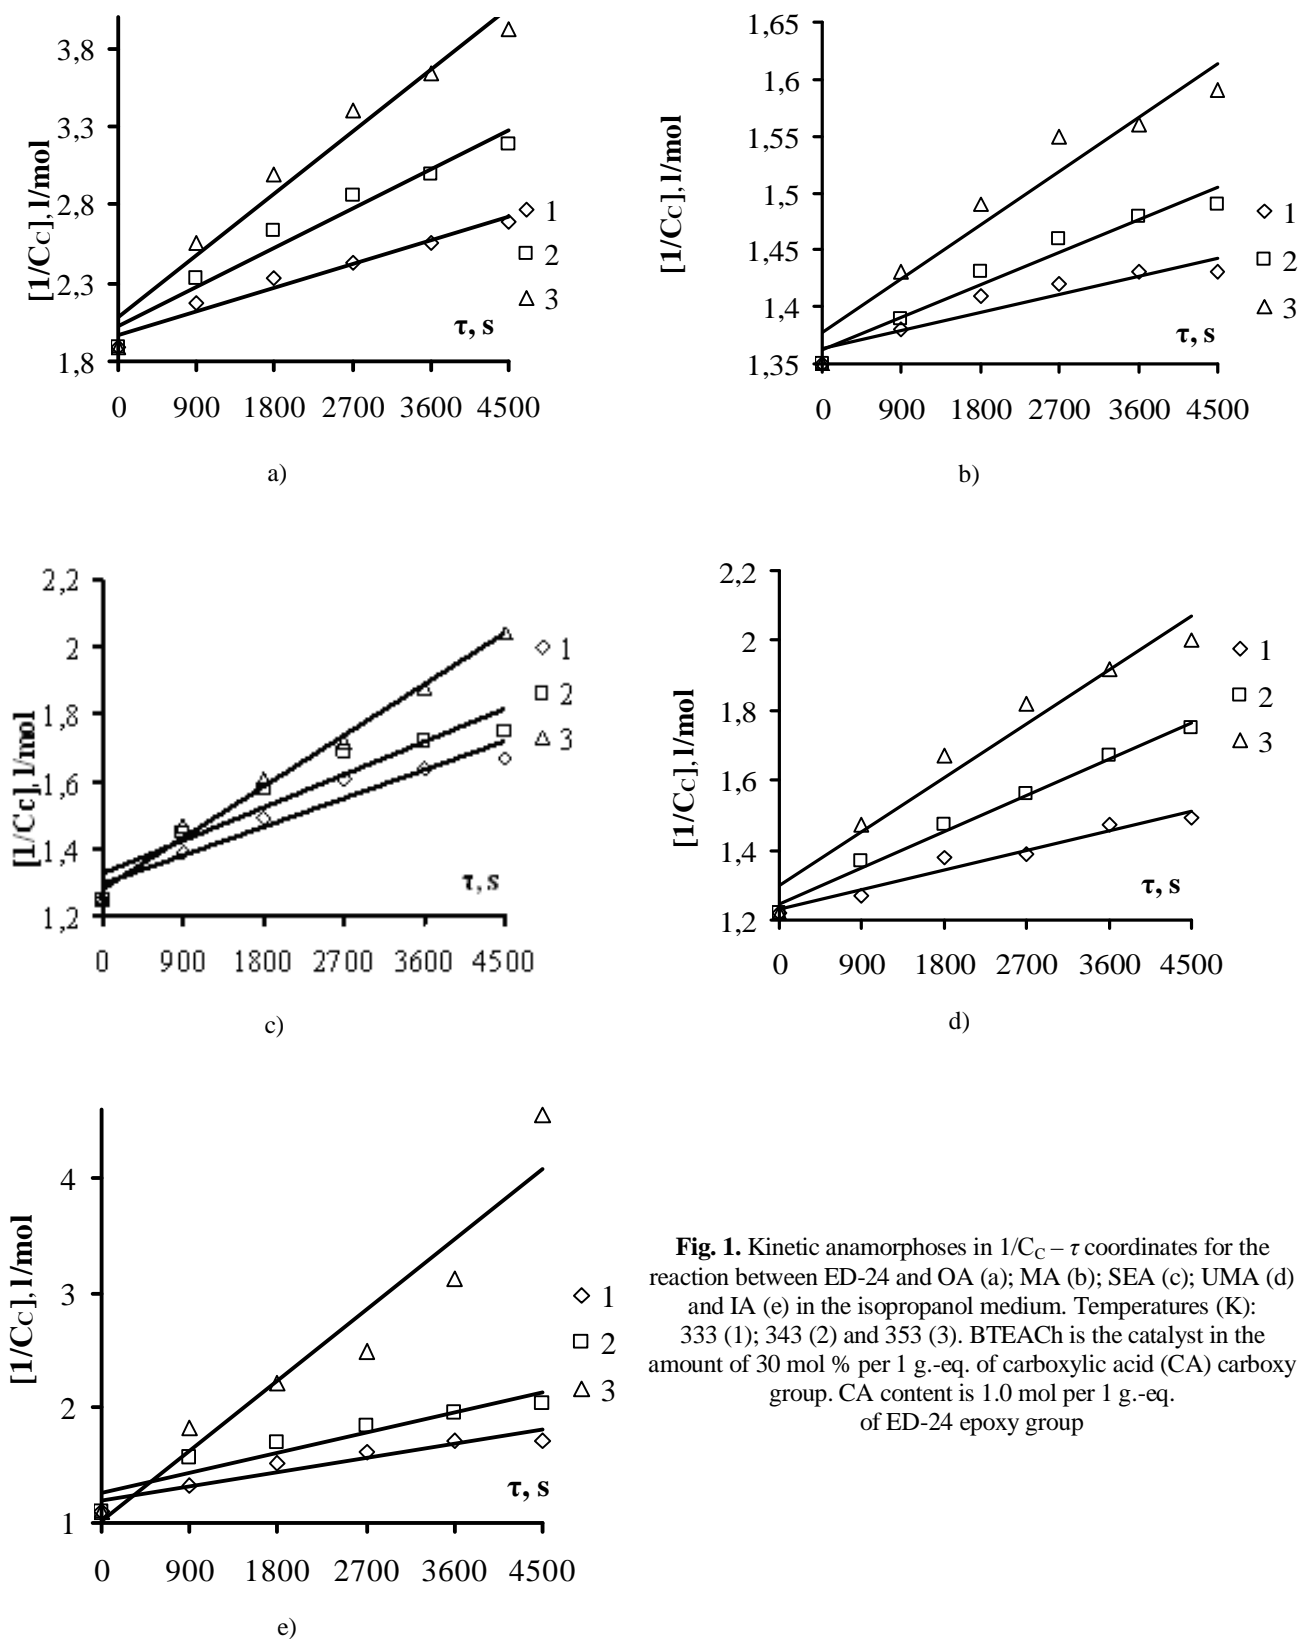 3,8
3,3
2,8
2,3
1,8
[1/Cc], l/mol
τ, s
0 900 1800 2700 3600 4500
1
2
3
a)
1,65
1,6
1,55
1,5
1,45
1,4
1,35
[1/Cc], l/mol
τ, s
0 900 1800 2700 3600 4500
1
2
3
b)
2,2
2
1,8
1,6
1,4
1,2
[1/Cc], l/mol
τ, s
0 900 1800 2700 3600 4500
1
2
3
c)
2,2
2
1,8
1,6
1,4
1,2
[1/Cc], l/mol
τ, s
0 900 1800 2700 3600 4500
1
2
3
d)
4
3
2
1
[1/Cc], l/mol
τ, s
0 900 1800 2700 3600 4500
1
2
3
e)
Fig. 1. Kinetic anamorphoses in 1/C_C – τ coordinates for the
reaction between ED-24 and OA (a); MA (b); SEA (c); UMA (d)
and IA (e) in the isopropanol medium. Temperatures (K):
333 (1); 343 (2) and 353 (3). BTEACh is the catalyst in the
amount of 30 mol % per 1 g.-eq. of carboxylic acid (CA) carboxy
group. CA content is 1.0 mol per 1 g.-eq.
of ED-24 epoxy group